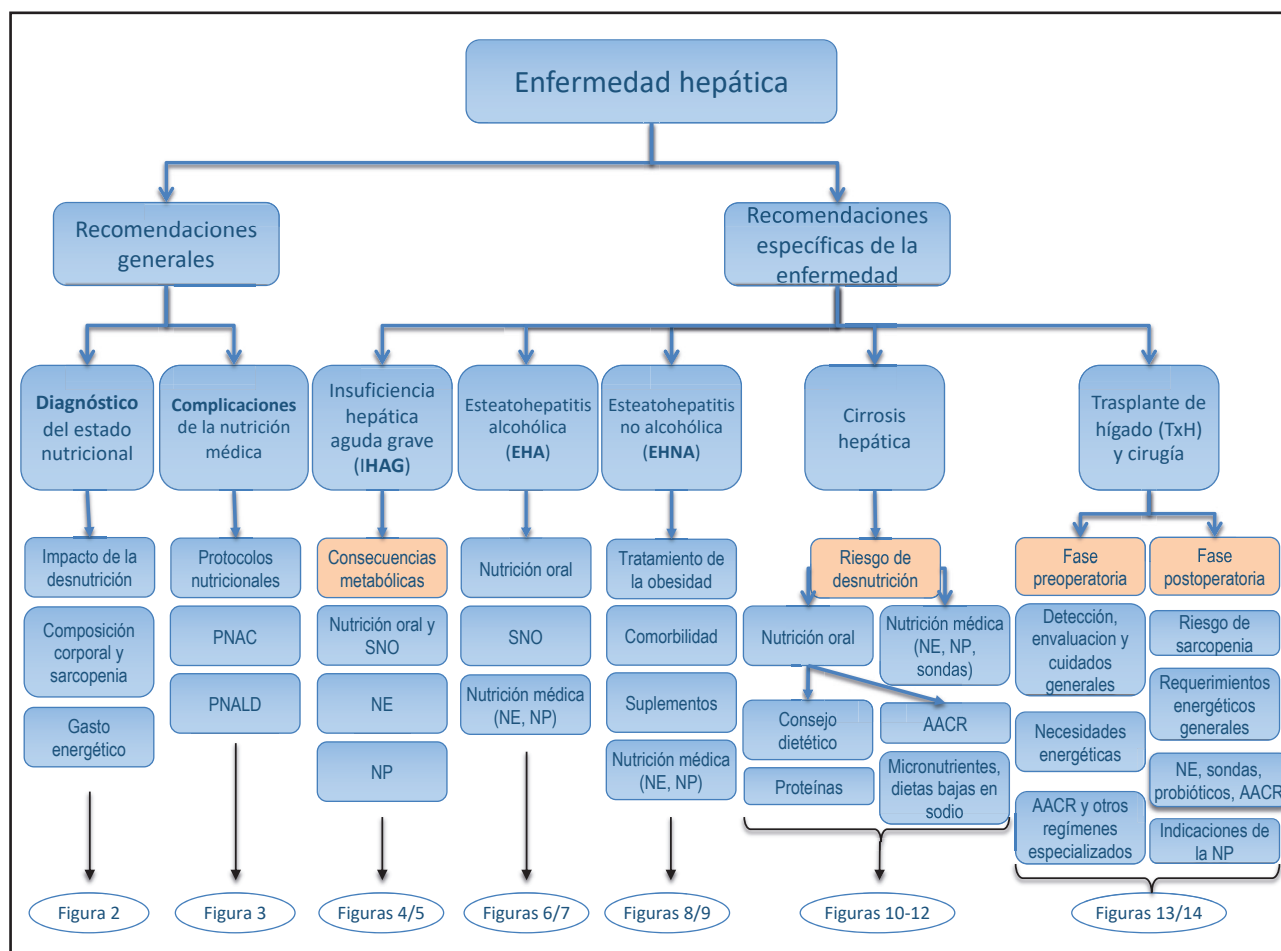 Enfermedad hepática
Recomendaciones
generales
Recomendaciones
específicas de la
enfermedad
Diagnóstico
del estado
nutricional
Complicaciones
de la nutrición
médica
Insuficiencia
hepática
aguda grave
(IHAG)
Esteatohepatitis
alcohólica
(EHA)
Esteatohepatitis
no alcohólica
(EHNA)
Cirrosis
hepática
Trasplante de
hígado (TxH)
y cirugía
Impacto de la
desnutrición
Composición
corporal y
sarcopenia
Gasto
energético
Protocolos
nutricionales
PNAC
PNALD
Consecuencias
metabólicas
Nutrición oral y
SNO
NE
NP
Nutrición oral
SNO
Nutrición médica
(NE, NP)
Tratamiento de
la obesidad
Comorbilidad
Suplementos
Nutrición médica
(NE, NP)
Riesgo de
desnutrición
Nutrición oral
Nutrición médica
(NE, NP,
sondas)
Consejo
dietético
Proteínas
AACR
Micronutrientes,
dietas bajas en
sodio
Fase
preoperatoria
Detección,
envaluacion y
cuidados
generales
Necesidades
energéticas
AACR y otros
regímenes
especializados
Fase
postoperatoria
Riesgo de
sarcopenia
Requerimientos
energéticos
generales
NE, sondas,
probióticos, AACR
Indicaciones de
la NP
Figura 2
Figura 3
Figuras 4/5
Figuras 6/7
Figuras 8/9
Figuras 10-12
Figuras 13/14